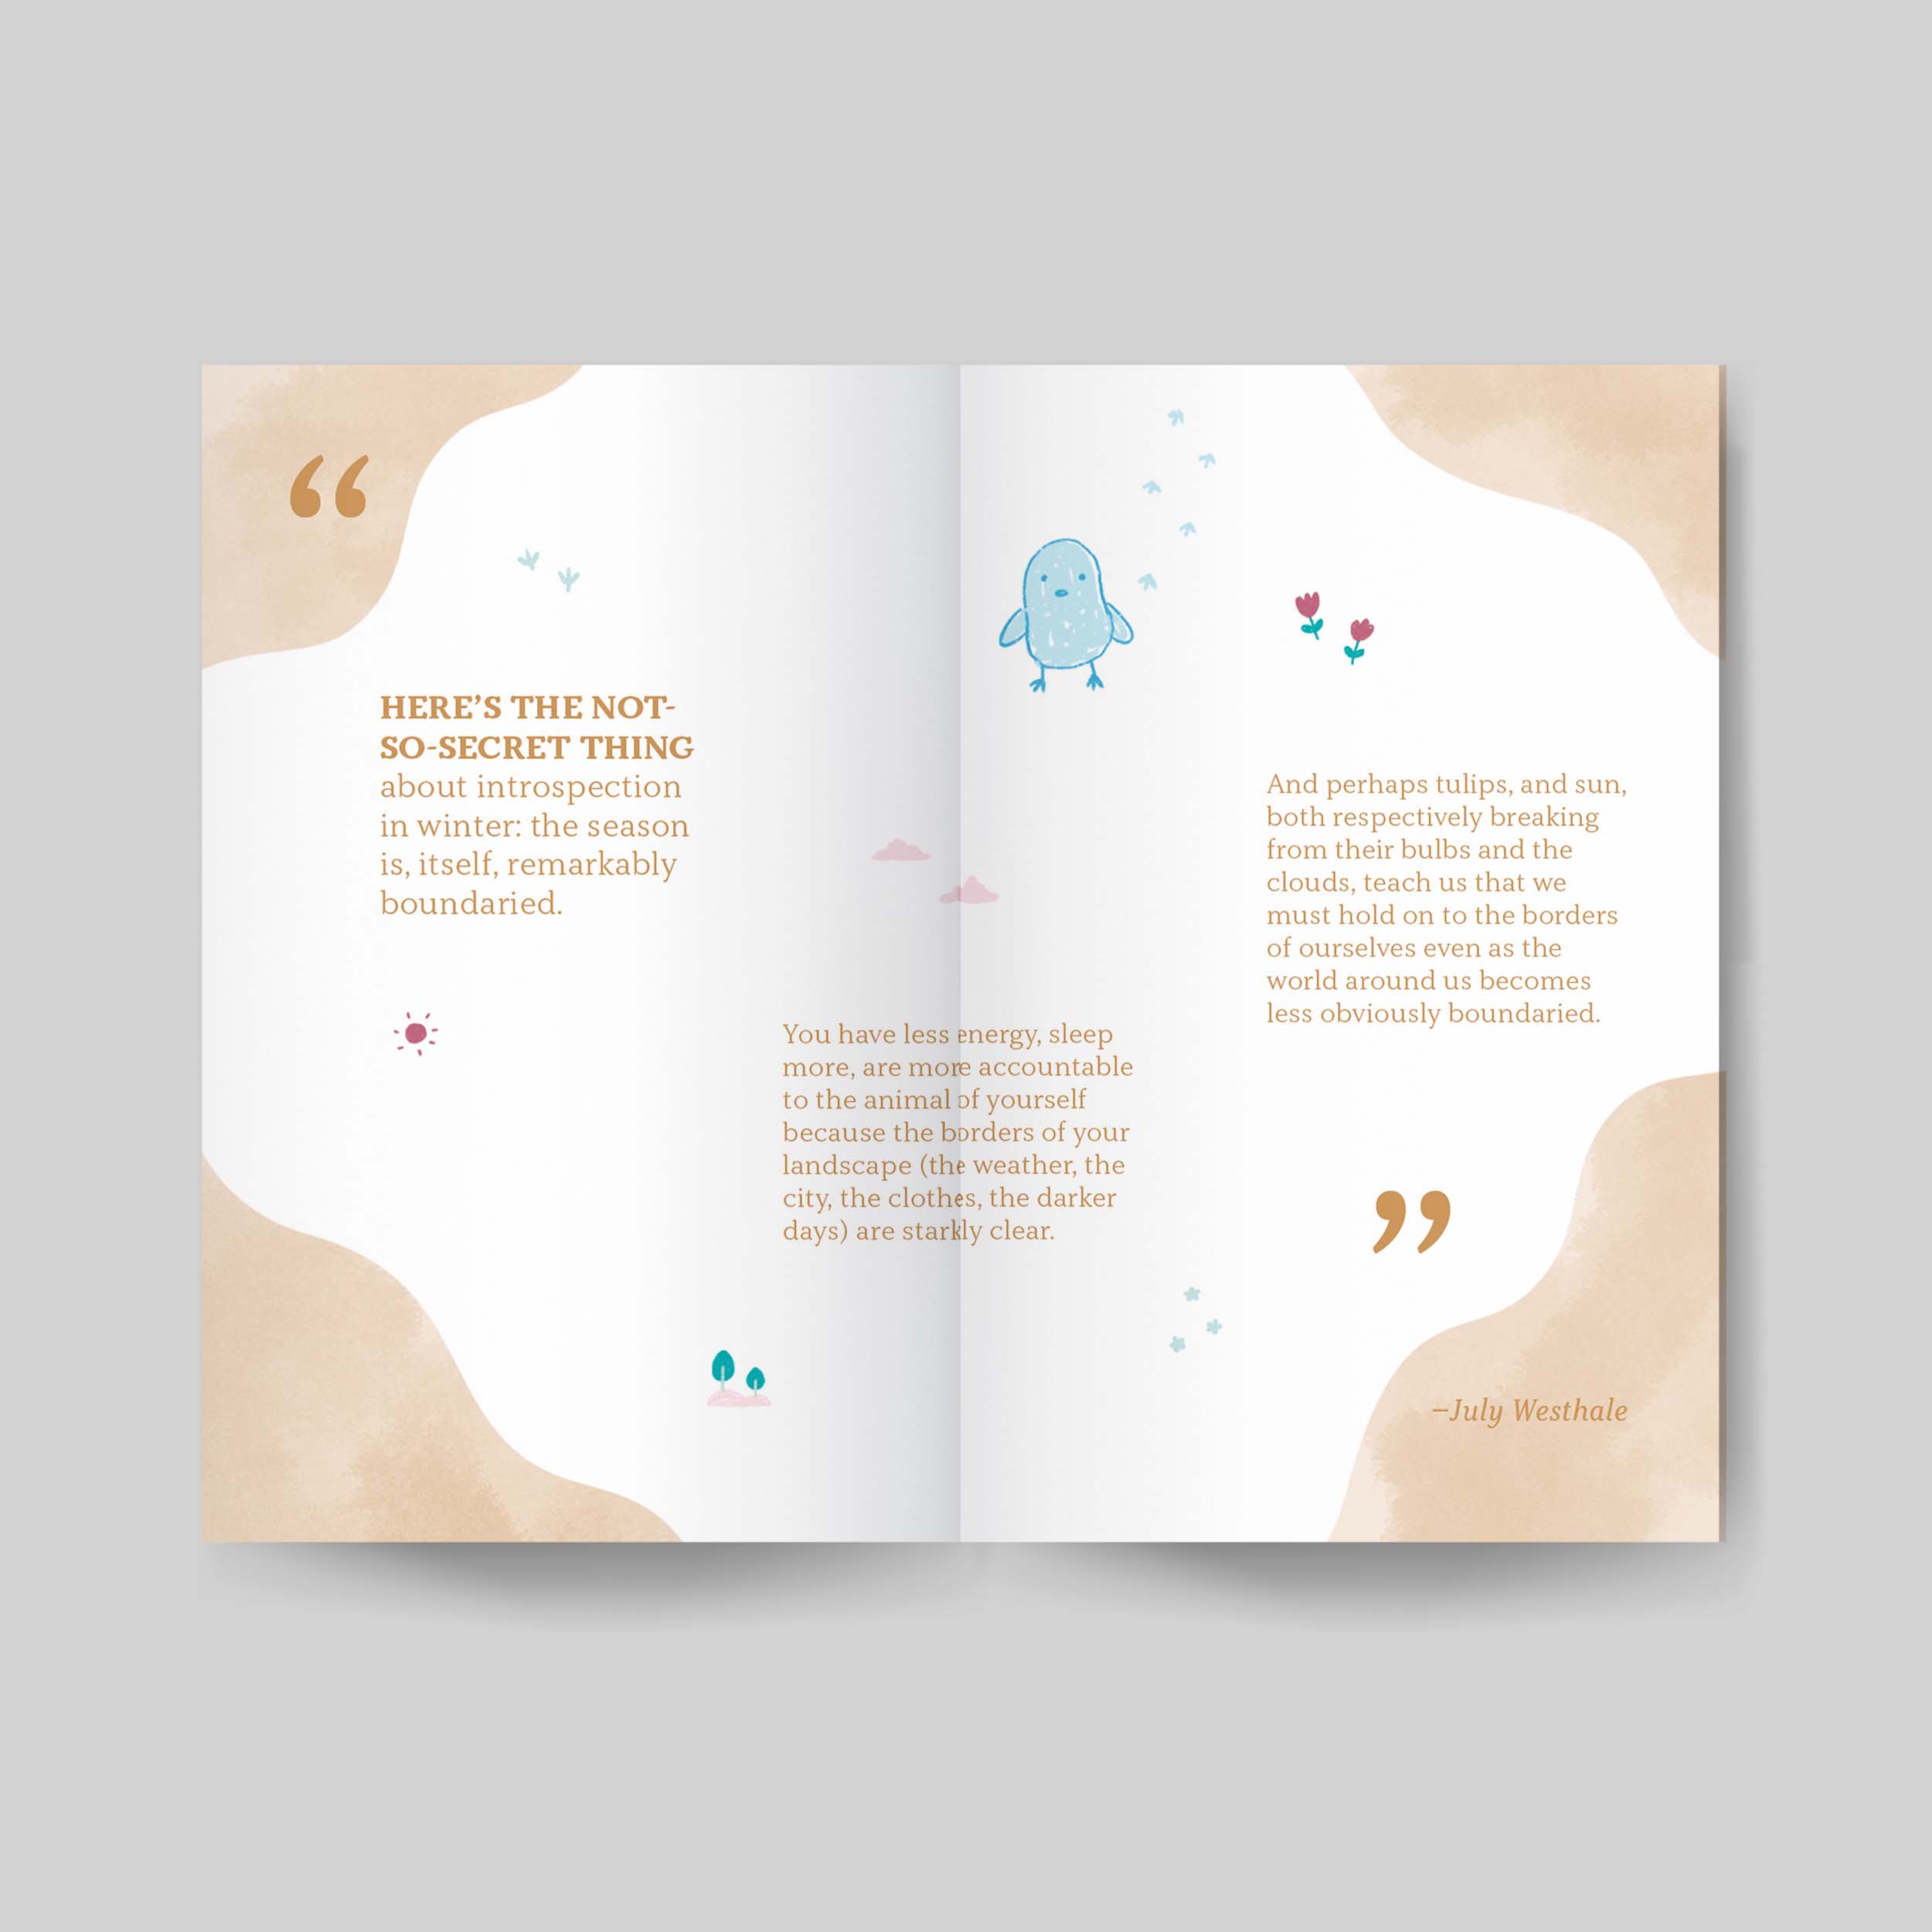 “
HERE’S THE NOT-
SO-SECRET THING
about introspection
in winter: the season
is, itself, remarkably
boundaried.
You have less energy, sleep
more, are more accountable
to the animal of yourself
because the borders of your
landscape (the weather, the
city, the clothes, the darker
days) are starkly clear.
And perhaps tulips, and sun,
both respectively breaking
from their bulbs and the
clouds, teach us that we
must hold on to the borders
of ourselves even as the
world around us becomes
less obviously boundaried.
”
–July Westhale